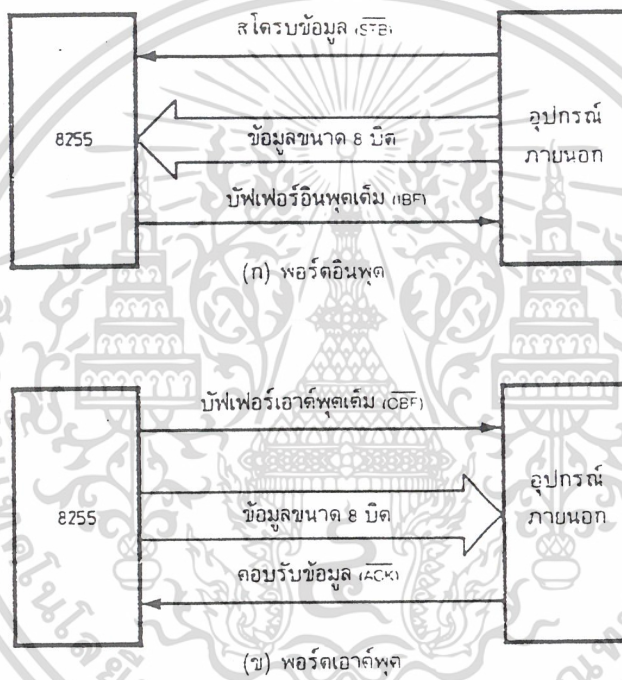 สโตรบข้อมูล (S̅T̅B̅)
8255
ข้อมูลขนาด 8 บิต
อุปกรณ์
ภายนอก
บัฟเฟอร์อินพุตเต็ม (IBF)
(ก) พอร์ตอินพุต
บัฟเฟอร์เอาต์พุตเต็ม (O̅B̅F̅)
8255
ข้อมูลขนาด 8 บิต
อุปกรณ์
ภายนอก
ตอบรับข้อมูล (A̅C̅K̅)
(ข) พอร์ตเอาต์พุต